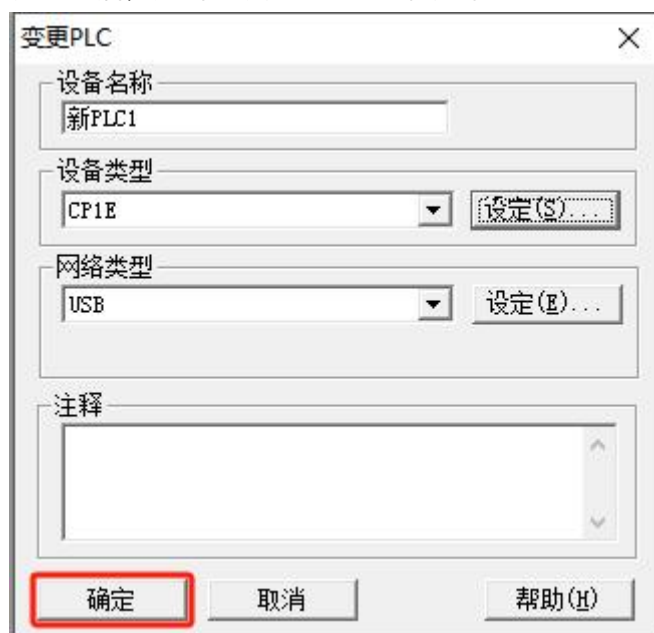 变更PLC
设备名称
新PLC1
设备类型
CP1E
设定(S)...
网络类型
USB
设定(E)...
注释
确定
取消
帮助(H)